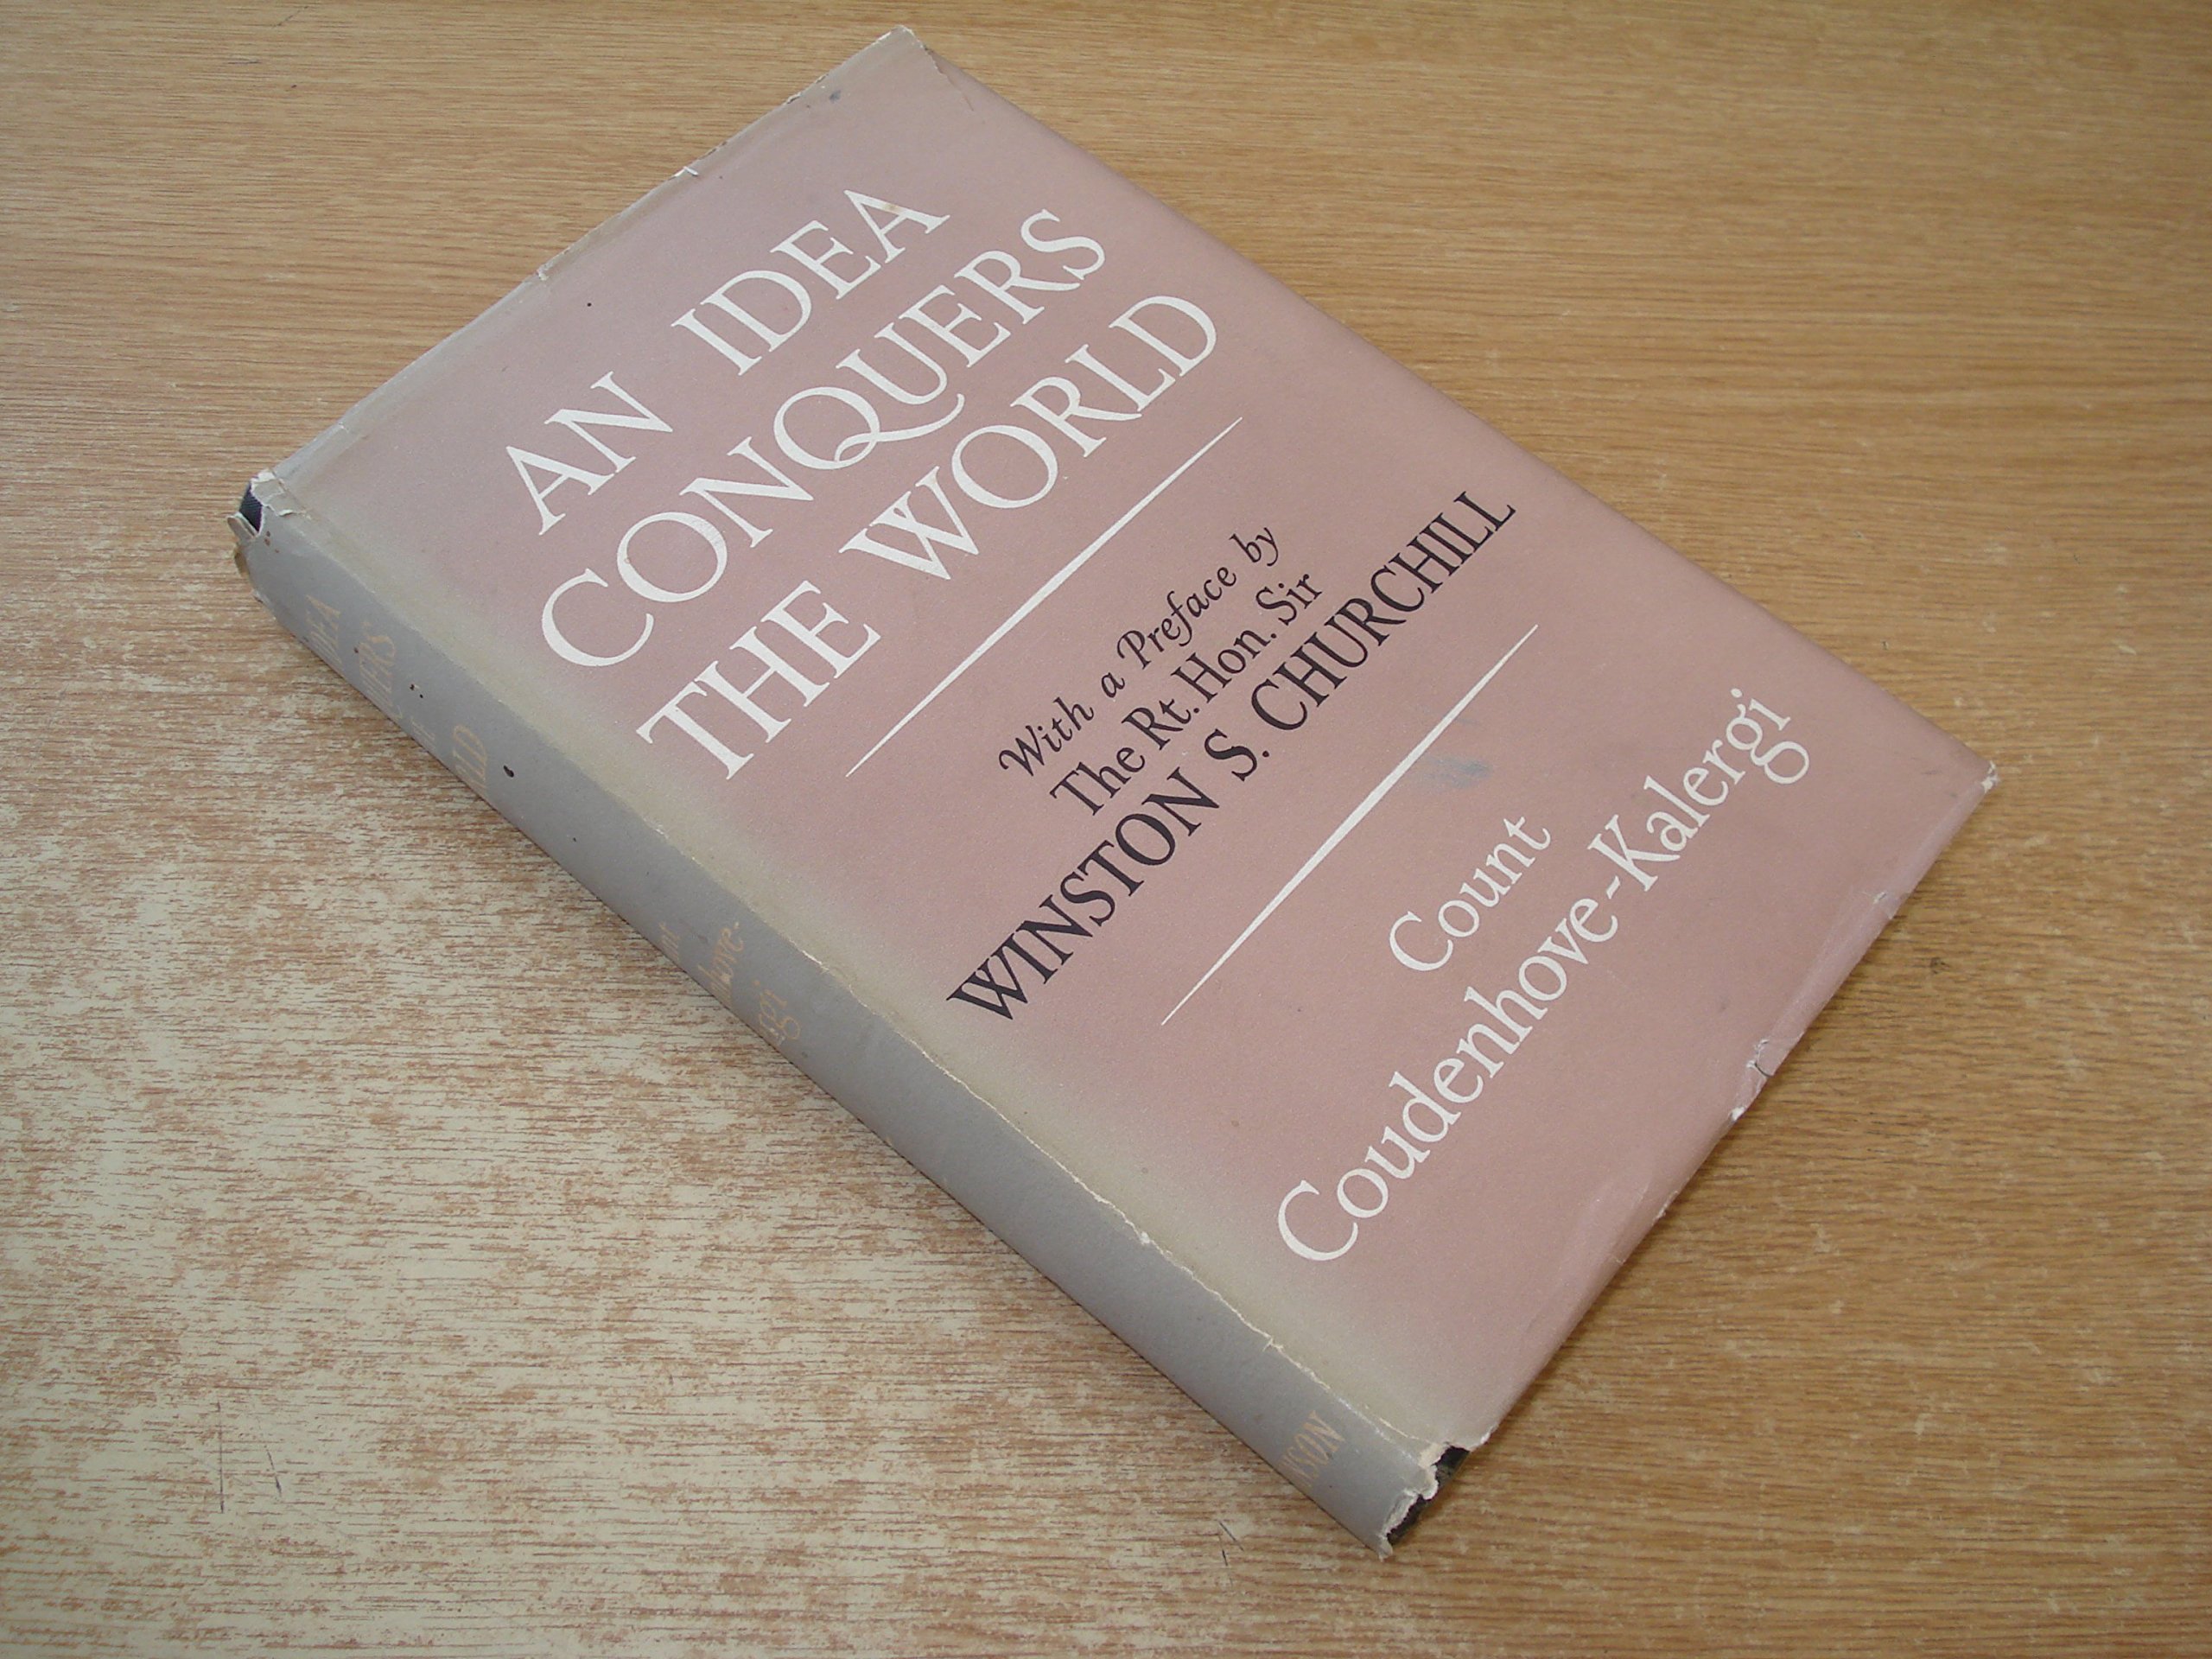 AN IDEA
CONQUERS
THE WORLD
With a Preface by
The Rt. Hon. Sir
WINSTON S. CHURCHILL
Count
Coudenhove-Kalergi